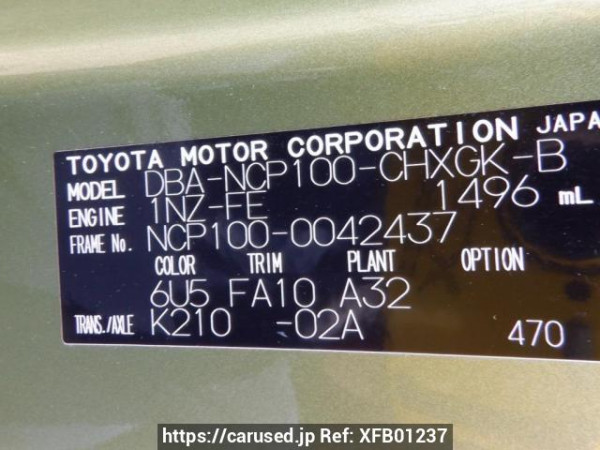 TOYOTA MOTOR CORPORATION JAPA
MODEL DBA-NCP100-CHXGK-B
ENGINE 1NZ-FE 1496 mL
FRAME No. NCP100-0042437
COLOR TRIM PLANT OPTION
6U5 FA10 A32
TRANS./AXLE K210 -02A 470
https://carused.jp Ref: XFB01237